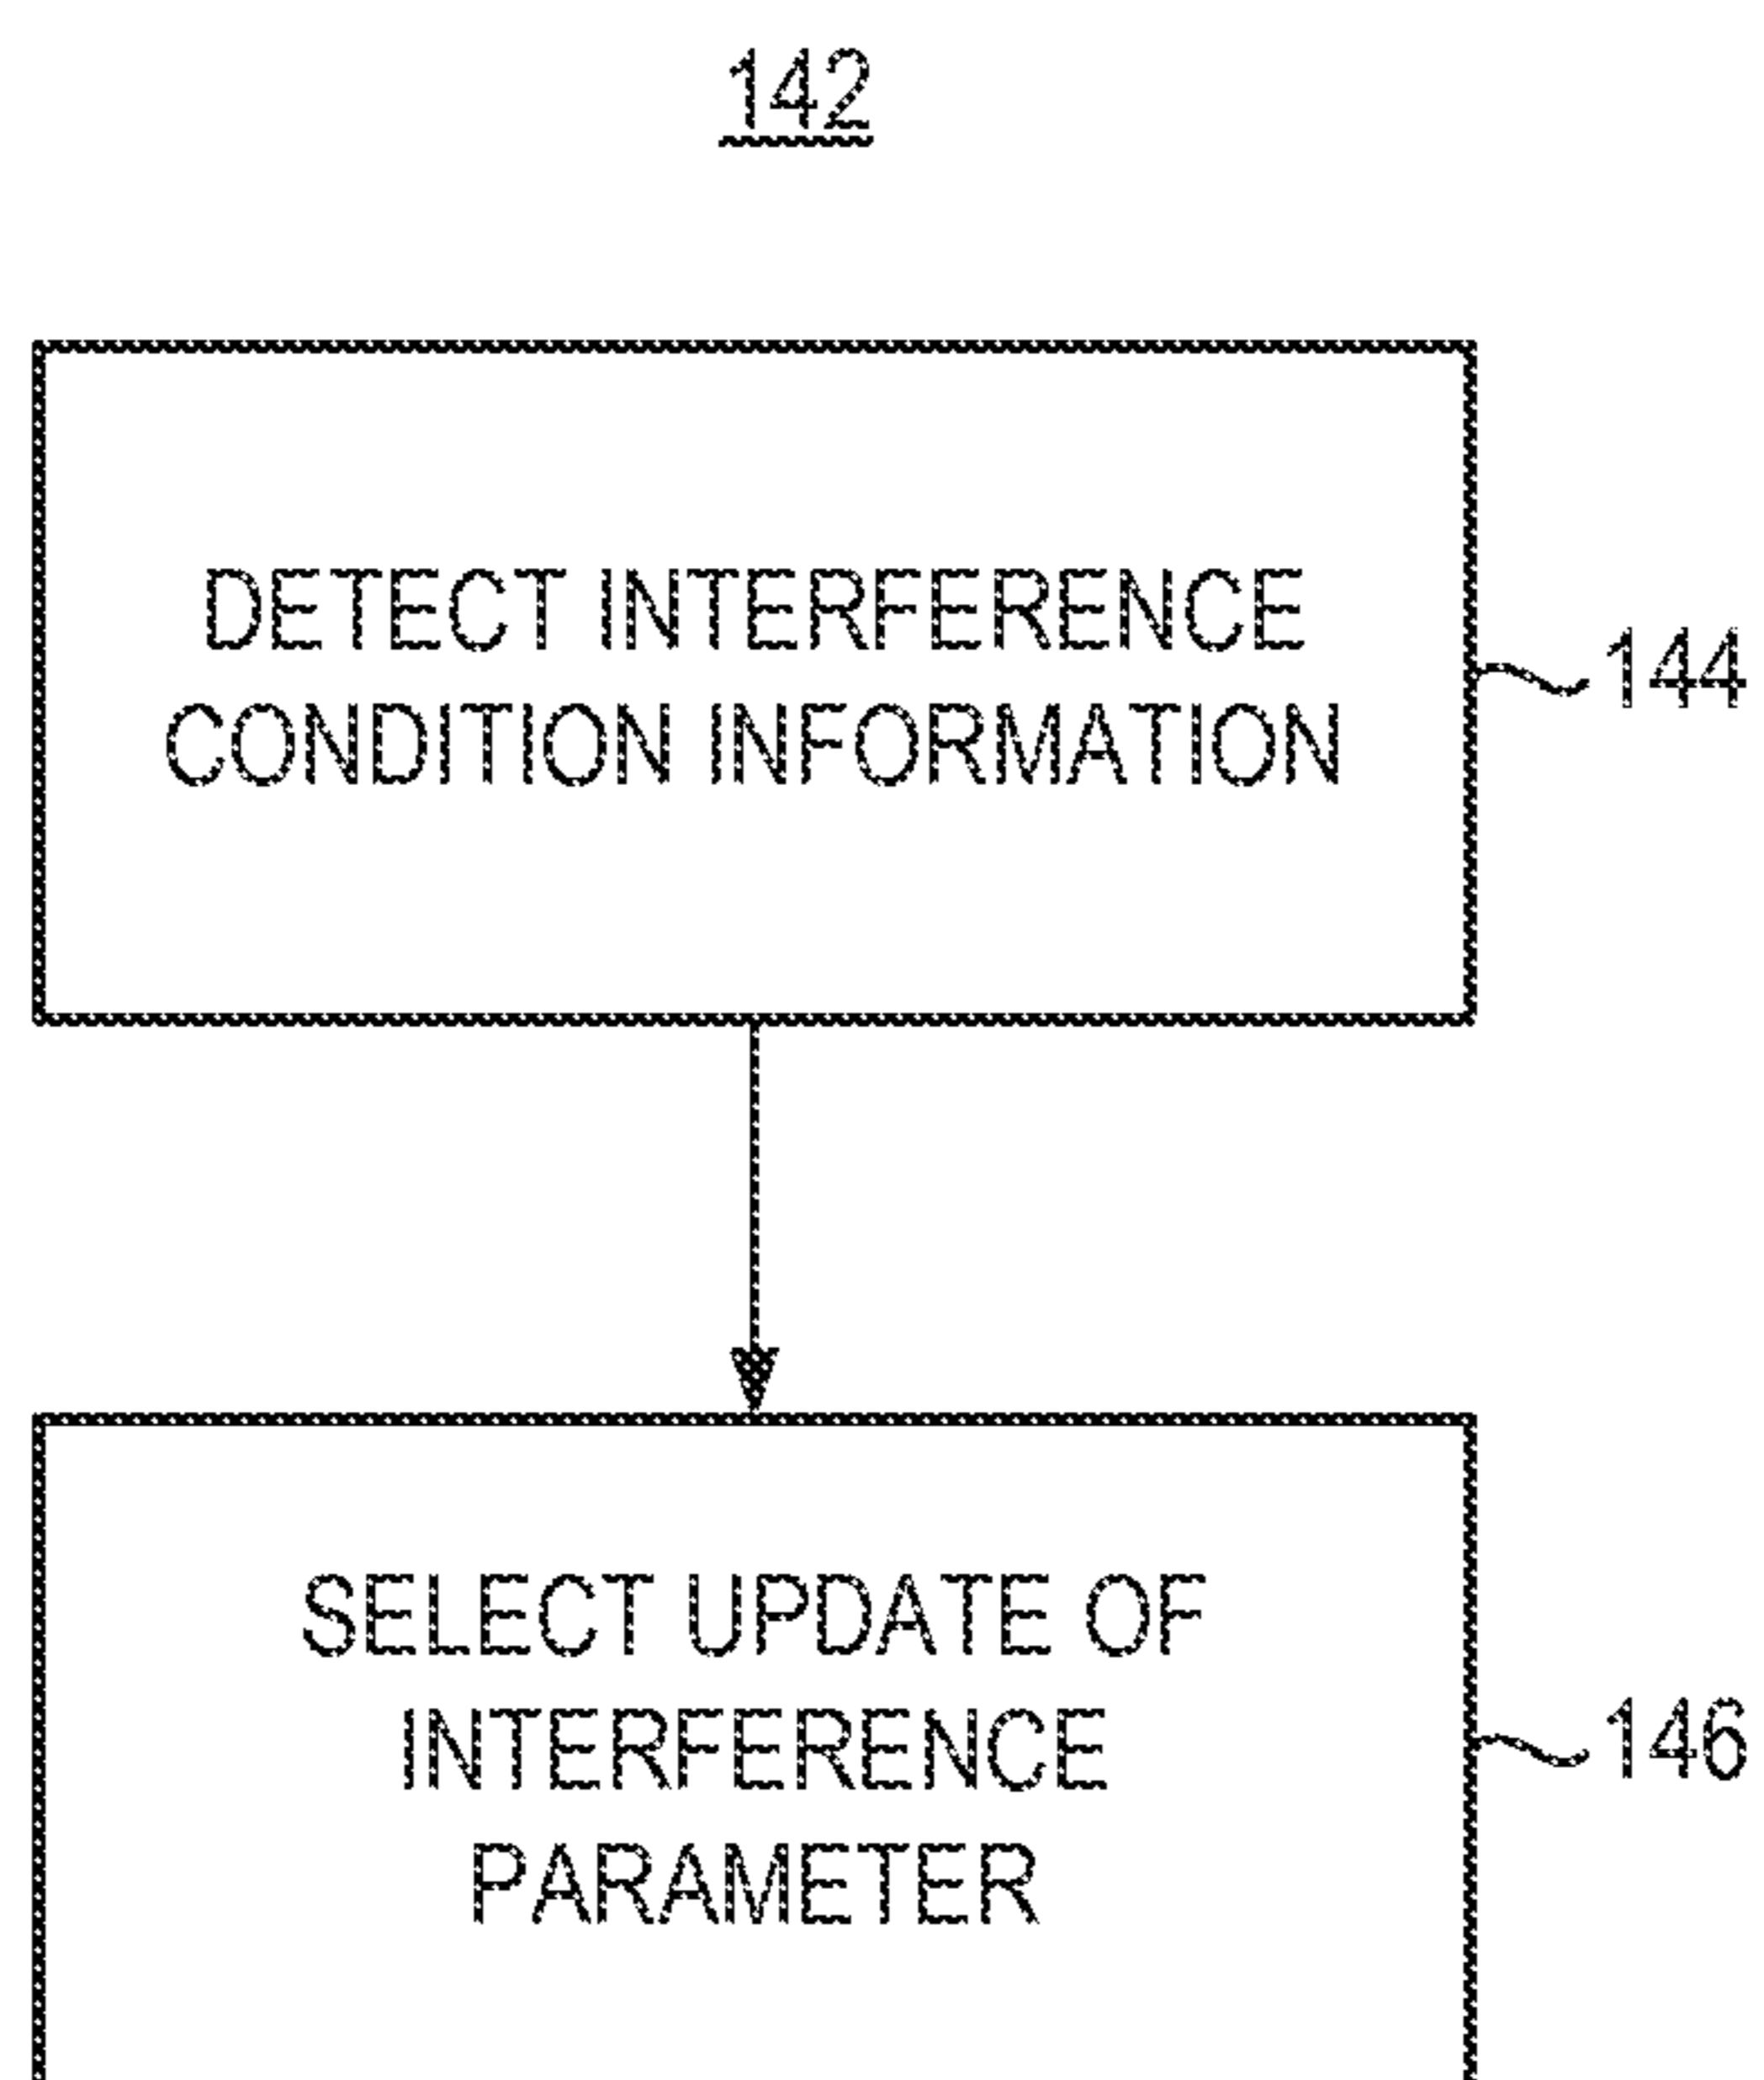 142
DETECT INTERFERENCE
CONDITION INFORMATION
144
SELECT UPDATE OF
INTERFERENCE
PARAMETER
146